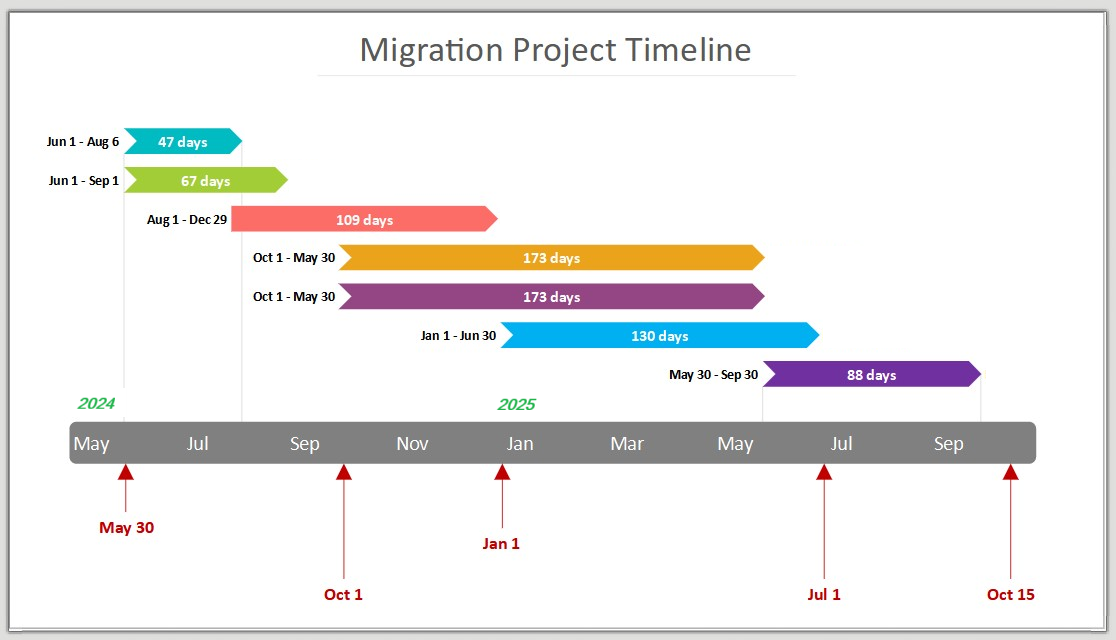 Migration Project Timeline
Jun 1 - Aug 6 47 days
Jun 1 - Sep 1 67 days
Aug 1 - Dec 29 109 days
Oct 1 - May 30 173 days
Oct 1 - May 30 173 days
Jan 1 - Jun 30 130 days
May 30 - Sep 30 88 days
2024 2025
May Jul Sep Nov Jan Mar May Jul Sep
May 30
Jan 1
Oct 1 Jul 1 Oct 15